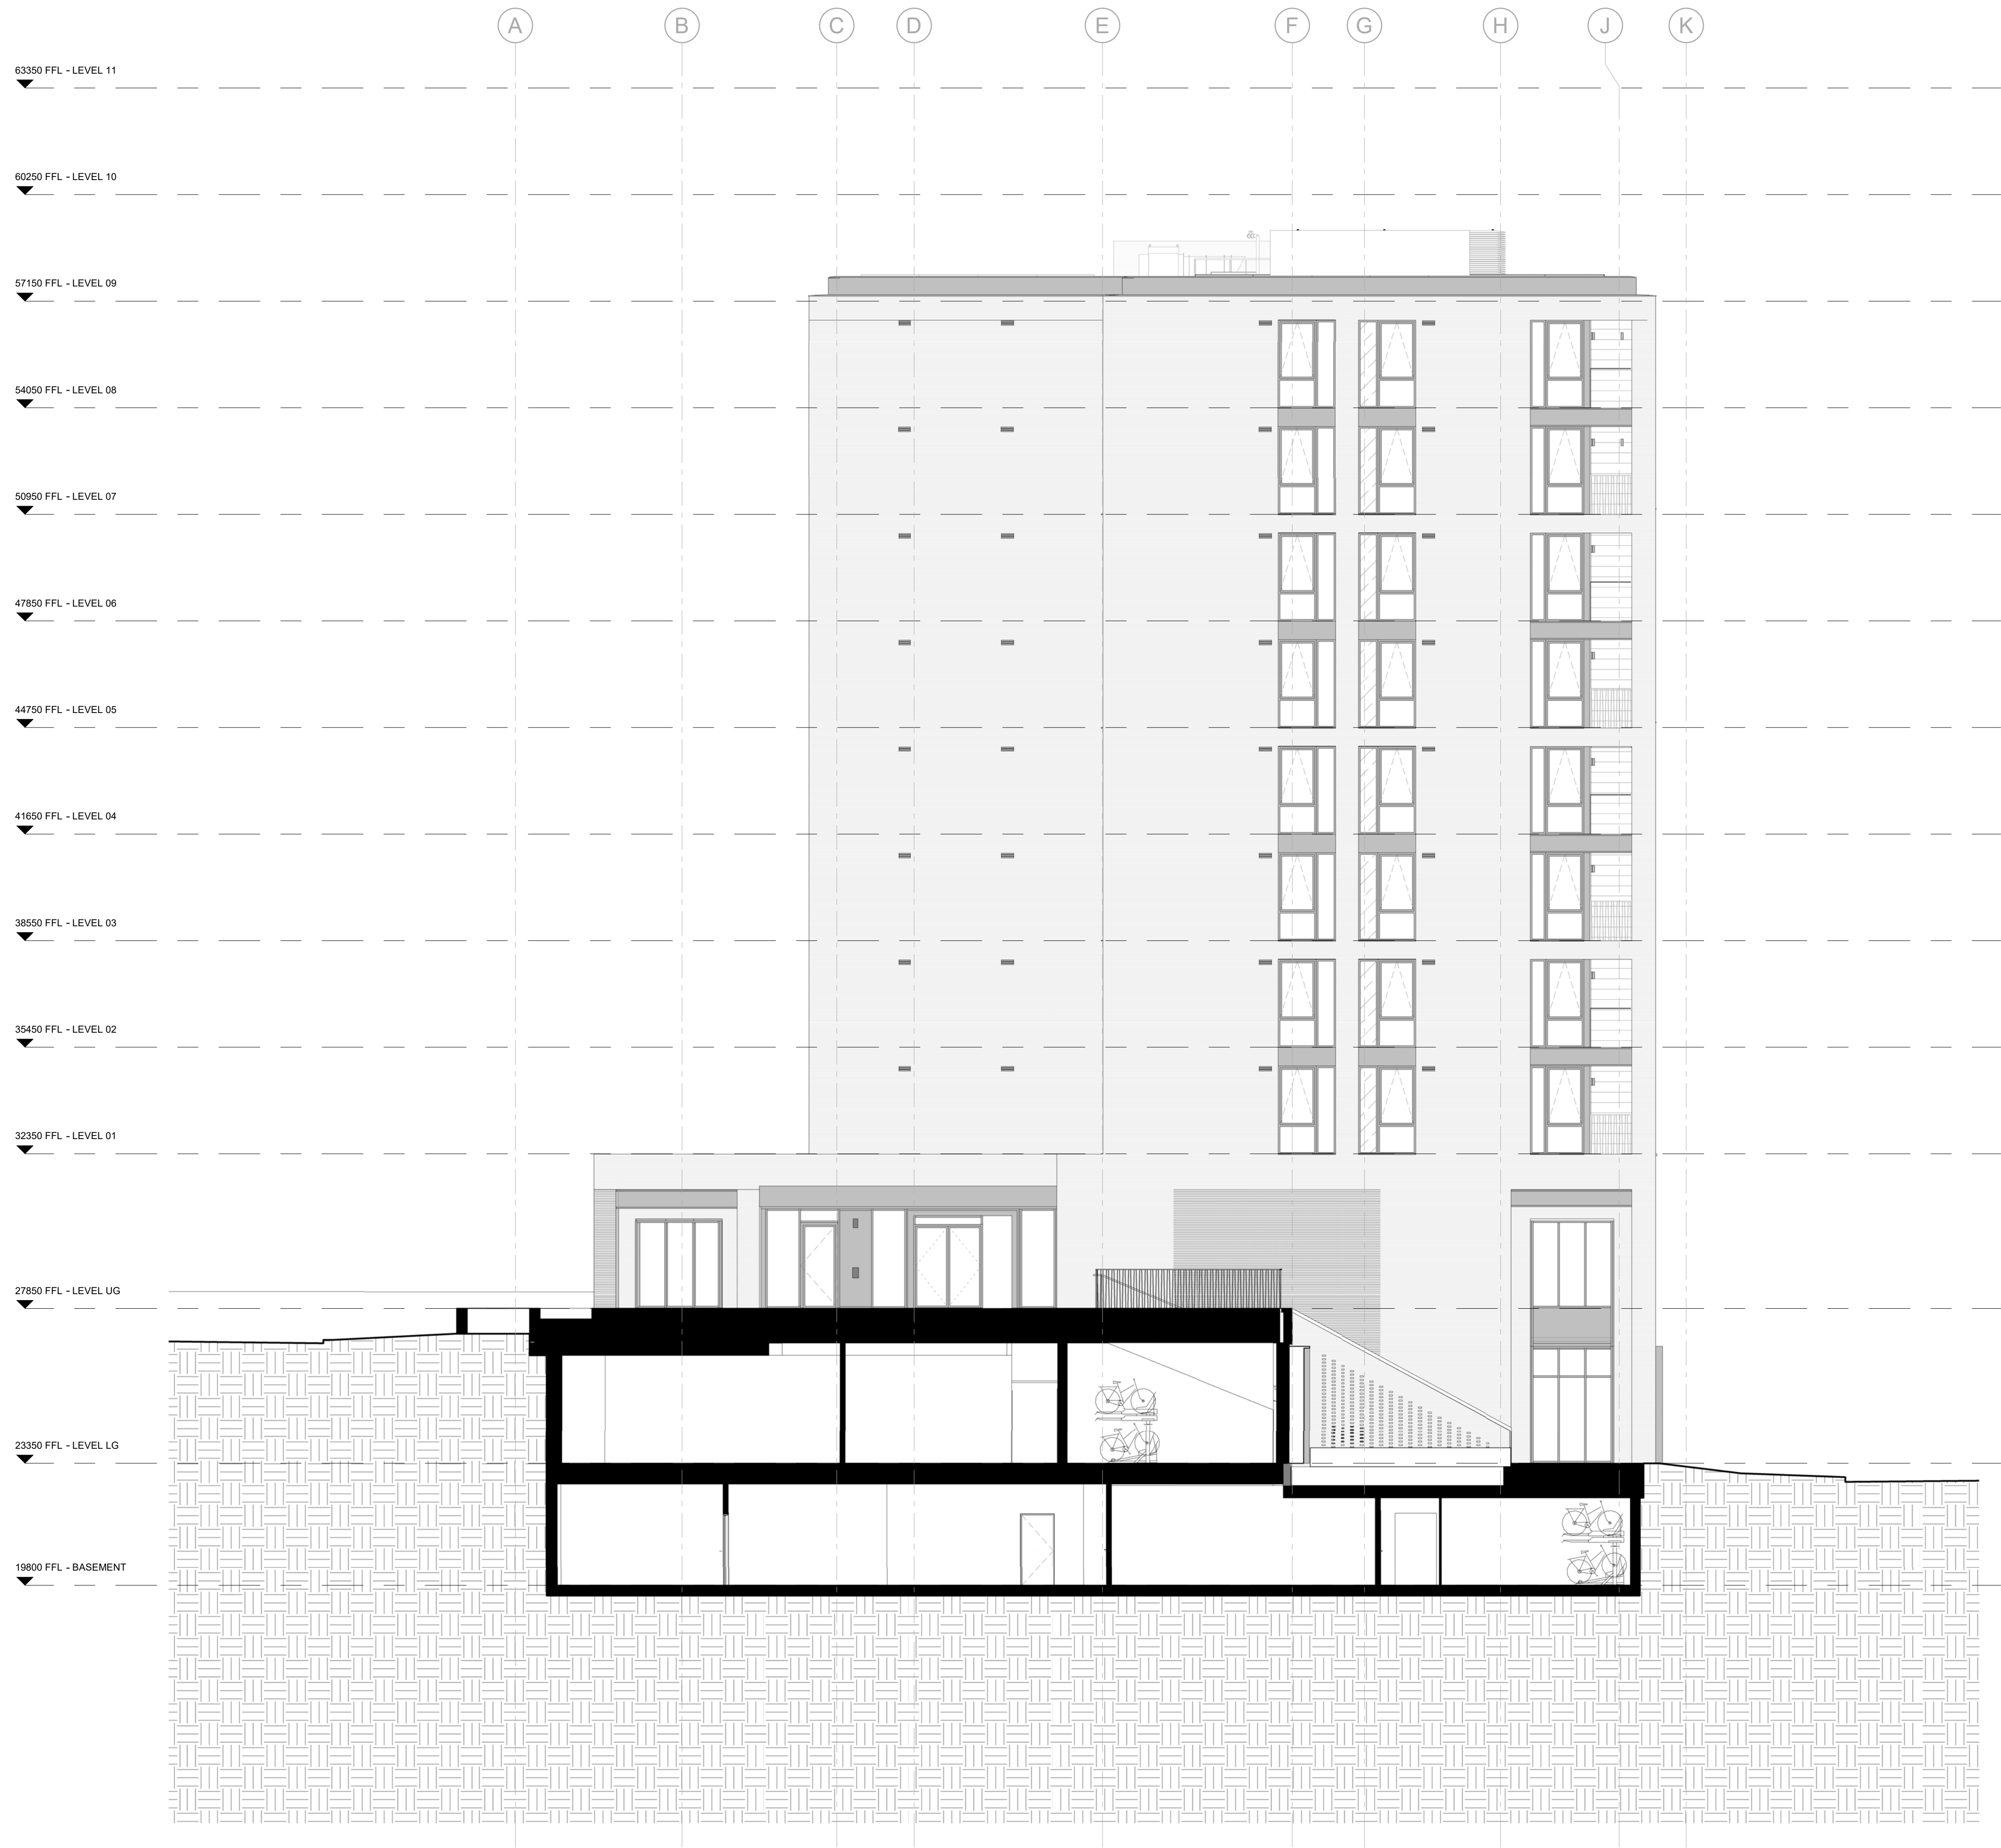 A B C D E F G H J K
63350 FFL - LEVEL 11
60250 FFL - LEVEL 10
57150 FFL - LEVEL 09
54050 FFL - LEVEL 08
50950 FFL - LEVEL 07
47850 FFL - LEVEL 06
44750 FFL - LEVEL 05
41650 FFL - LEVEL 04
38550 FFL - LEVEL 03
35450 FFL - LEVEL 02
32350 FFL - LEVEL 01
27850 FFL - LEVEL UG
23350 FFL - LEVEL LG
19800 FFL - BASEMENT